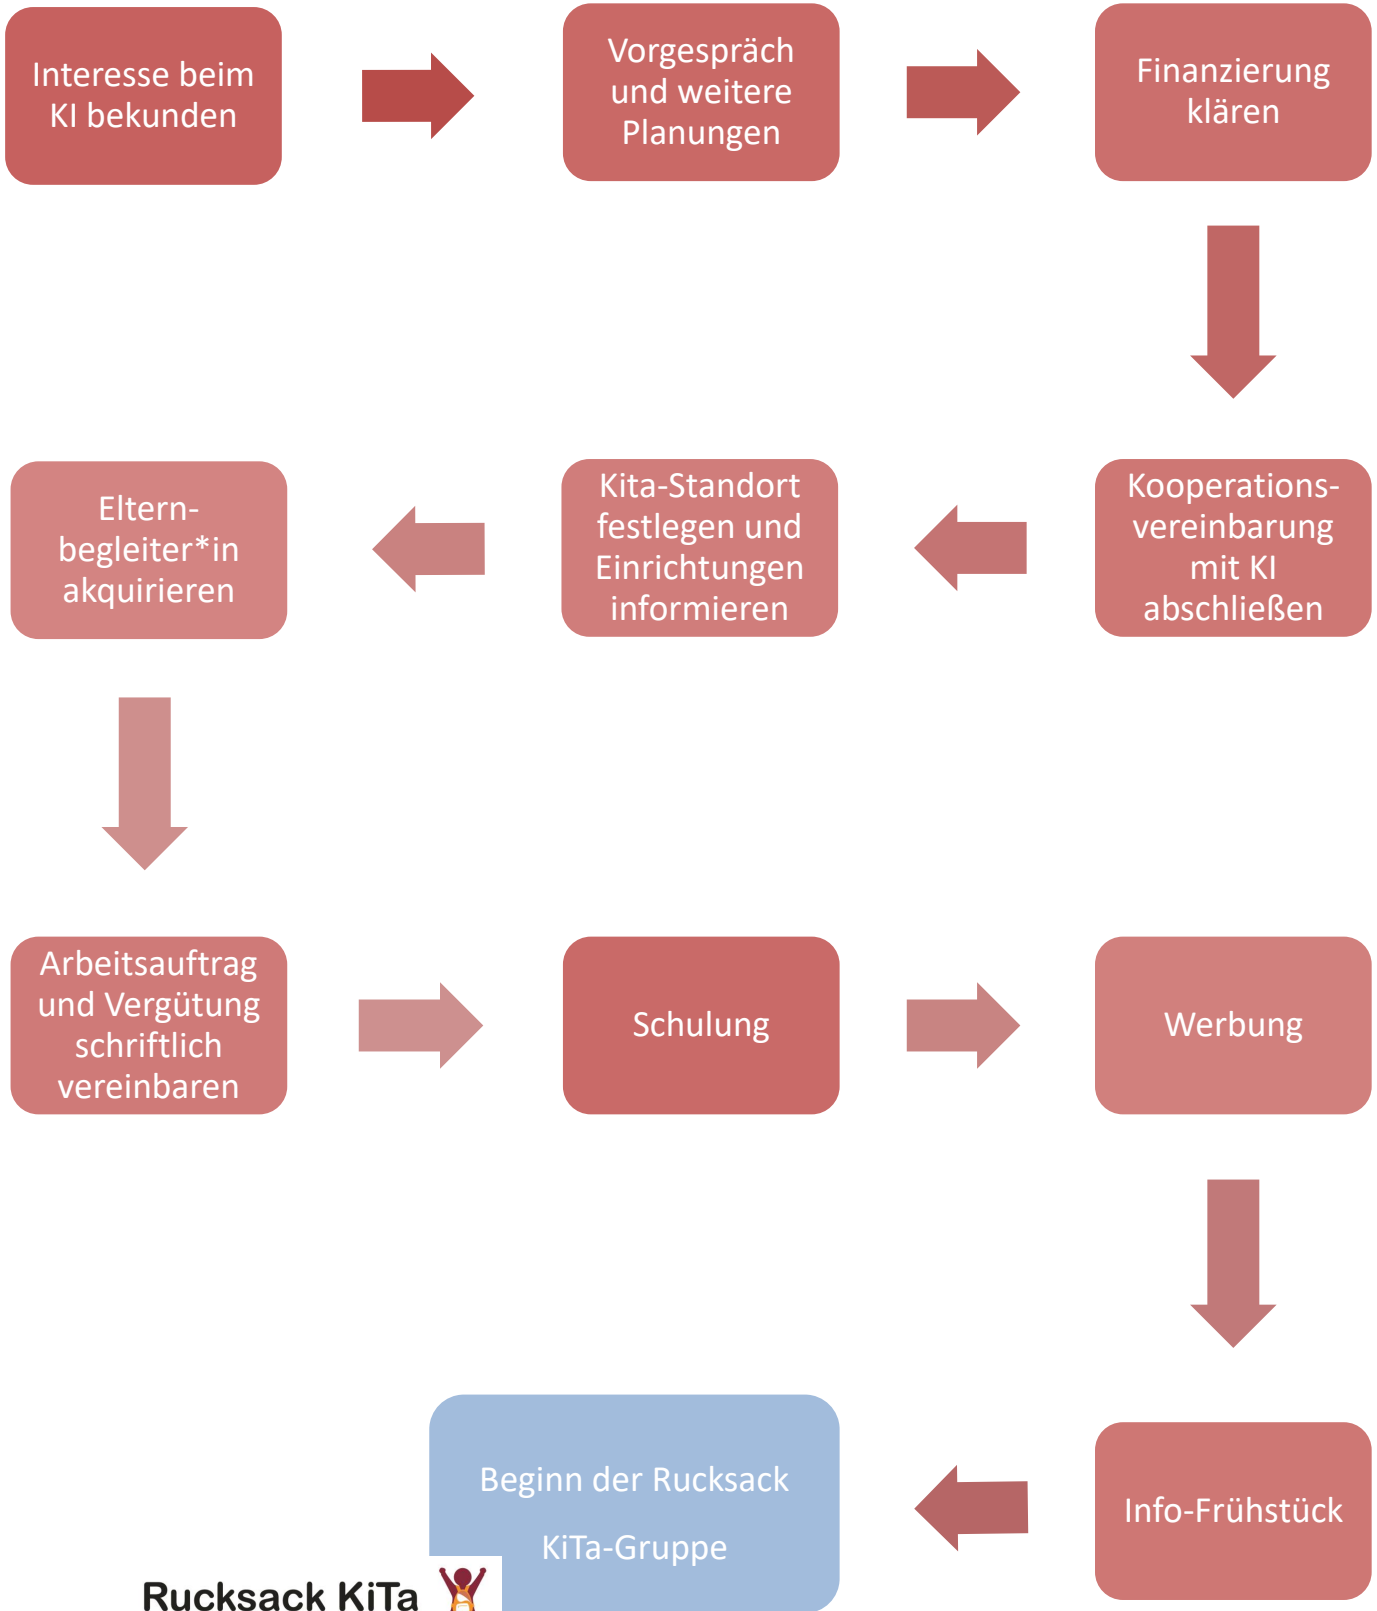 Interesse beim
KI bekunden
Vorgespräch
und weitere
Planungen
Finanzierung
klären
Kooperations-
vereinbarung
mit KI
abschließen
Kita-Standort
festlegen und
Einrichtungen
informieren
Eltern-
begleiter*in
akquirieren
Arbeitsauftrag
und Vergütung
schriftlich
vereinbaren
Schulung
Werbung
Info-Frühstück
Beginn der Rucksack
KiTa-Gruppe
Rucksack KiTa